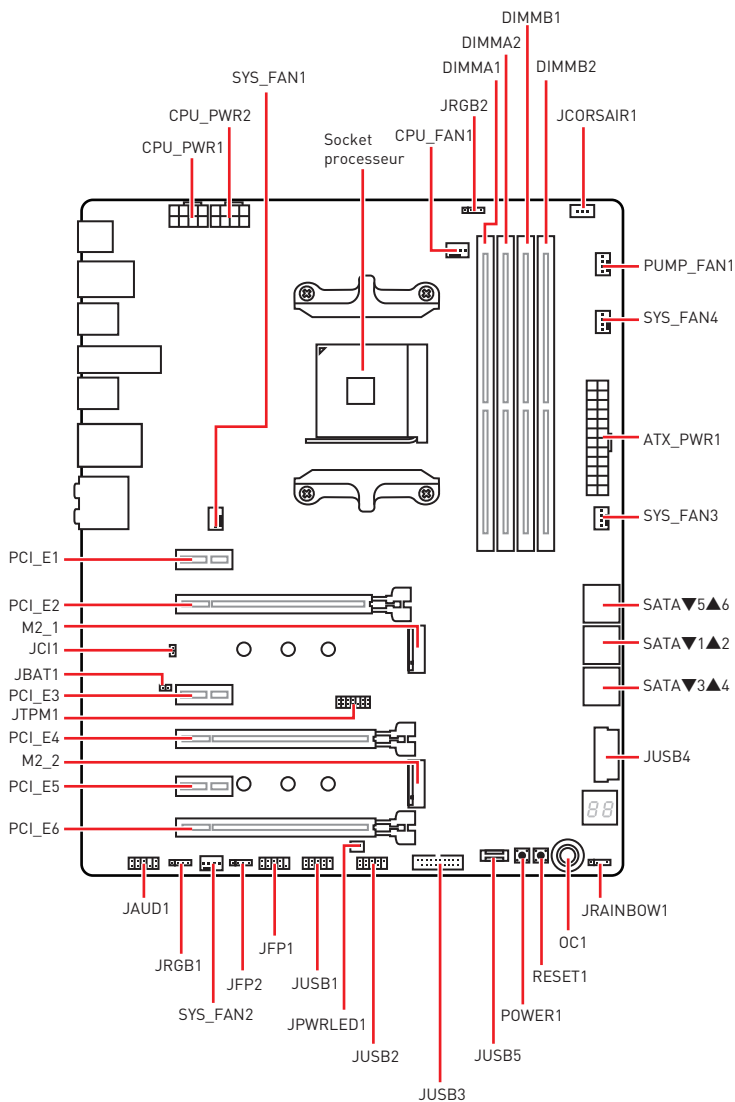 DIMMB1
DIMMA2
DIMMA1
DIMMB2
SYS_FAN1
JRGB2
CPU_PWR2
JCORSAIR1
CPU_FAN1
Socket
processeur
CPU_PWR1
PUMP_FAN1
SYS_FAN4
ATX_PWR1
SYS_FAN3
PCI_E1
PCI_E2
SATA▼5▲6
M2_1
JCI1
SATA▼1▲2
JBAT1
PCI_E3
SATA▼3▲4
JTPM1
PCI_E4
M2_2
JUSB4
PCI_E5
88
PCI_E6
JAUD1
JRAINBOW1
JRGB1
JFP1
OC1
JFP2
JUSB1
RESET1
SYS_FAN2
POWER1
JPWRLED1
JUSB2
JUSB5
JUSB3